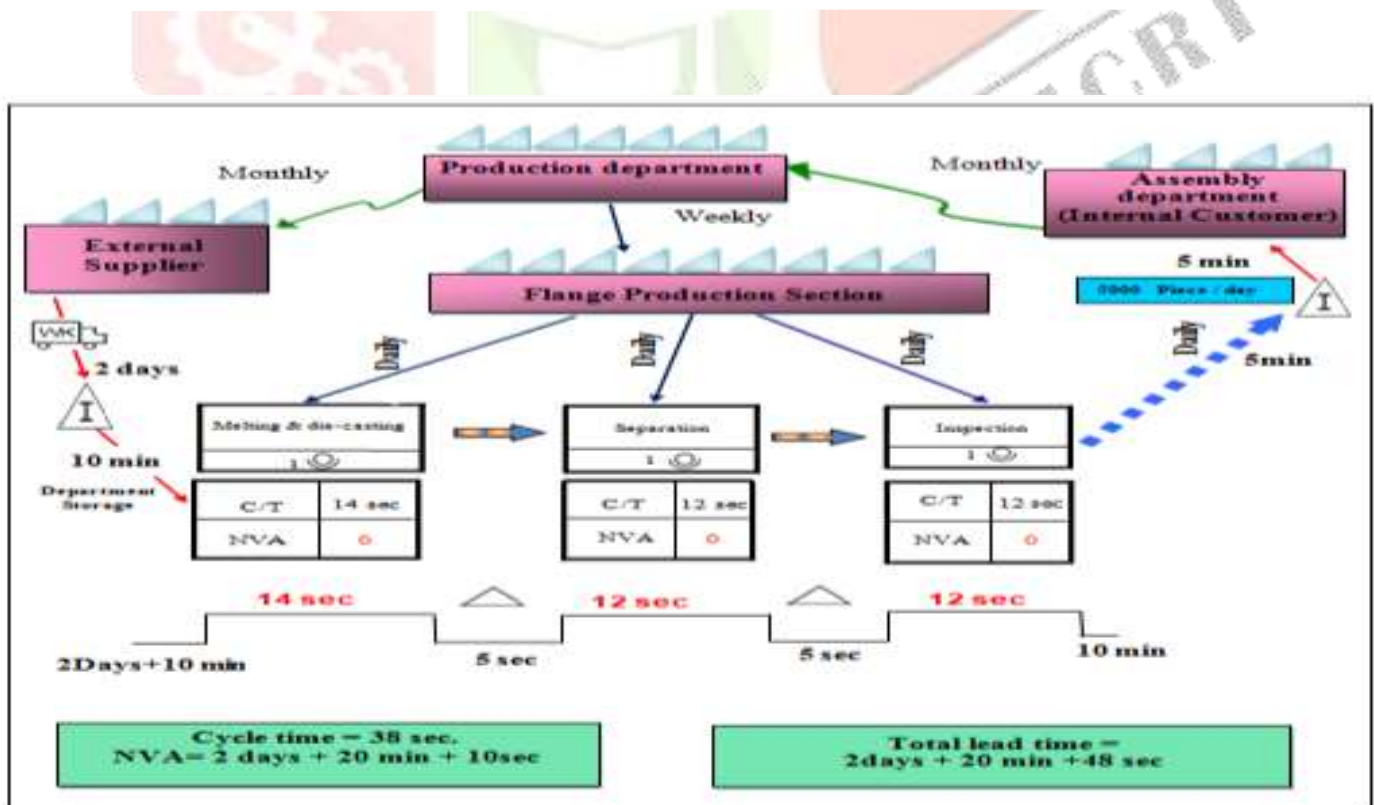 Production department
Monthly
Monthly
Assembly
department
(Internal Customer)
Weekly
External
Supplier
Flange Production Section
5 min
Piece / day
I
WK
2 days
Daily
Daily
Daily
Daily
5min
I
10 min
Department
Storage
Melting & die-casting
1
Separation
1
Inspection
1
C/T 14 sec
NVA 0
C/T 12 sec
NVA 0
C/T 12 sec
NVA 0
14 sec
12 sec
12 sec
2Days+10 min
5 sec
5 sec
10 min
Cycle time = 38 sec.
NVA= 2 days + 20 min + 10sec
Total lead time =
2days + 20 min +48 sec